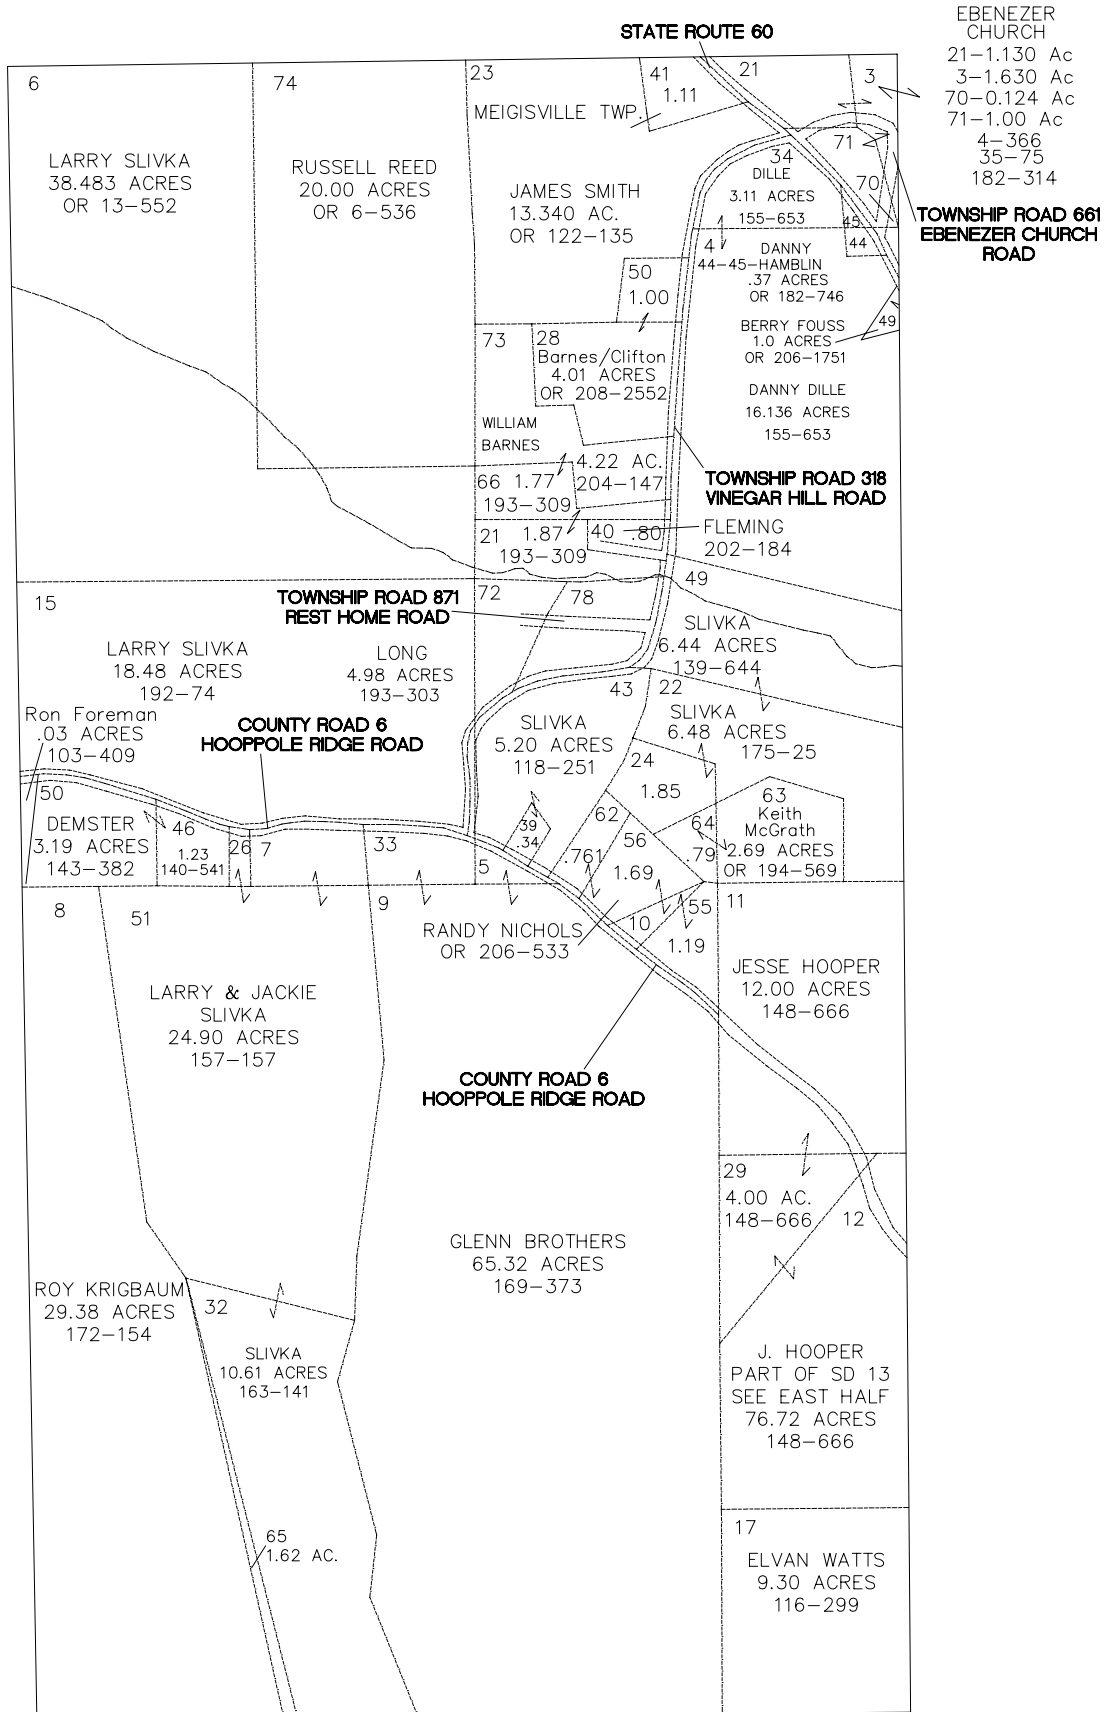 STATE ROUTE 60
EBENEZER
CHURCH
21-1.130 Ac
3-1.630 Ac
70-0.124 Ac
71-1.00 Ac
4-366
35-75
182-314
TOWNSHIP ROAD 661
EBENEZER CHURCH
ROAD
6
LARRY SLIVKA
38.483 ACRES
OR 13-552
74
RUSSELL REED
20.00 ACRES
OR 6-536
23
MEIGISVILLE TWP.
41
1.11
21
3
JAMES SMITH
13.340 AC.
OR 122-135
34
DILLE
3.11 ACRES
155-653
71
70
45
44
4
DANNY
44-45-HAMBLIN
.37 ACRES
OR 182-746
50
1.00
BERRY FOUSS
1.0 ACRES
OR 206-1751
49
DANNY DILLE
16.136 ACRES
155-653
73
28
Barnes/Clifton
4.01 ACRES
OR 208-2552
WILLIAM
BARNES
4.22 AC.
204-147
66 1.77
193-309
TOWNSHIP ROAD 318
VINEGAR HILL ROAD
21 1.87
193-309
40 .80
FLEMING
202-184
15
LARRY SLIVKA
18.48 ACRES
192-74
TOWNSHIP ROAD 871
REST HOME ROAD
72
78
49
LONG
4.98 ACRES
193-303
SLIVKA
6.44 ACRES
139-644
43
22
Ron Foreman
.03 ACRES
103-409
COUNTY ROAD 6
HOOPPOLE RIDGE ROAD
SLIVKA
5.20 ACRES
118-251
SLIVKA
6.48 ACRES
175-25
24
1.85
50
DEMSTER
3.19 ACRES
143-382
46
1.23
140-541
26
7
33
5
39
.34
62
.761
56
1.69
64
.79
63
Keith
McGrath
2.69 ACRES
OR 194-569
8
51
9
RANDY NICHOLS
OR 206-533
10
55
1.19
11
JESSE HOOPER
12.00 ACRES
148-666
LARRY & JACKIE
SLIVKA
24.90 ACRES
157-157
COUNTY ROAD 6
HOOPPOLE RIDGE ROAD
29
4.00 AC.
148-666
12
GLENN BROTHERS
65.32 ACRES
169-373
ROY KRIGBAUM
29.38 ACRES
172-154
32
SLIVKA
10.61 ACRES
163-141
J. HOOPER
PART OF SD 13
SEE EAST HALF
76.72 ACRES
148-666
65
1.62 AC.
17
ELVAN WATTS
9.30 ACRES
116-299